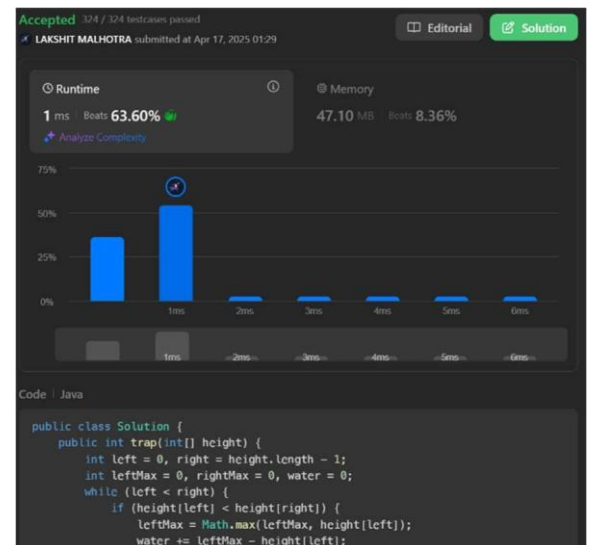 Accepted 324 / 324 testcases passed
LAKSHIT MALHOTRA submitted at Apr 17, 2025 01:29
Editorial
Solution
Runtime
1 ms Beats 63.60%
Analyze Complexity
Memory
47.10 MB Beats 8.36%
75%
50%
25%
0%
1ms 2ms 3ms 4ms 5ms 6ms
1ms 2ms 3ms 4ms 5ms 6ms
Code | Java
public class Solution {
public int trap(int[] height) {
int left = 0, right = height.length - 1;
int leftMax = 0, rightMax = 0, water = 0;
while (left < right) {
if (height[left] < height[right]) {
leftMax = Math.max(leftMax, height[left]);
water += leftMax - height[left];